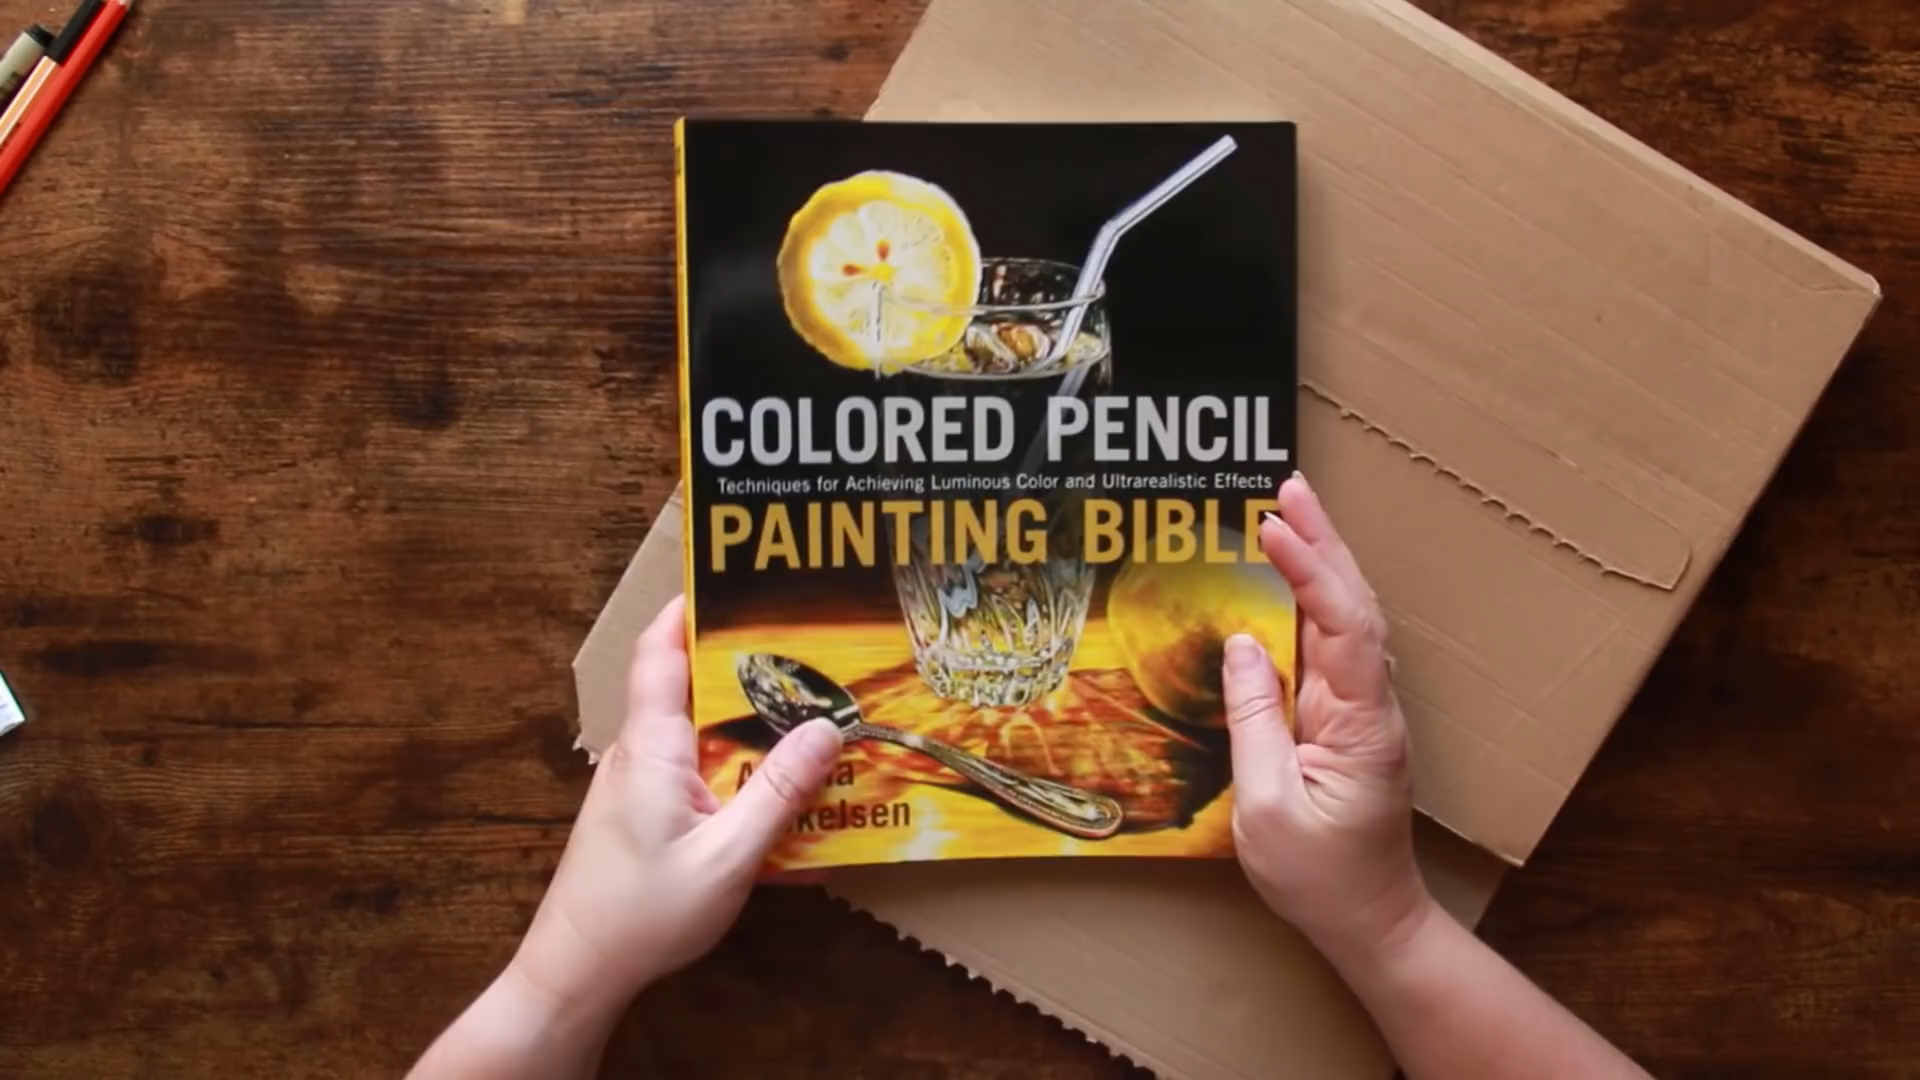 COLORED PENCIL
Techniques for Achieving Luminous Color and Ultrarealistic Effects
PAINTING BIBLE